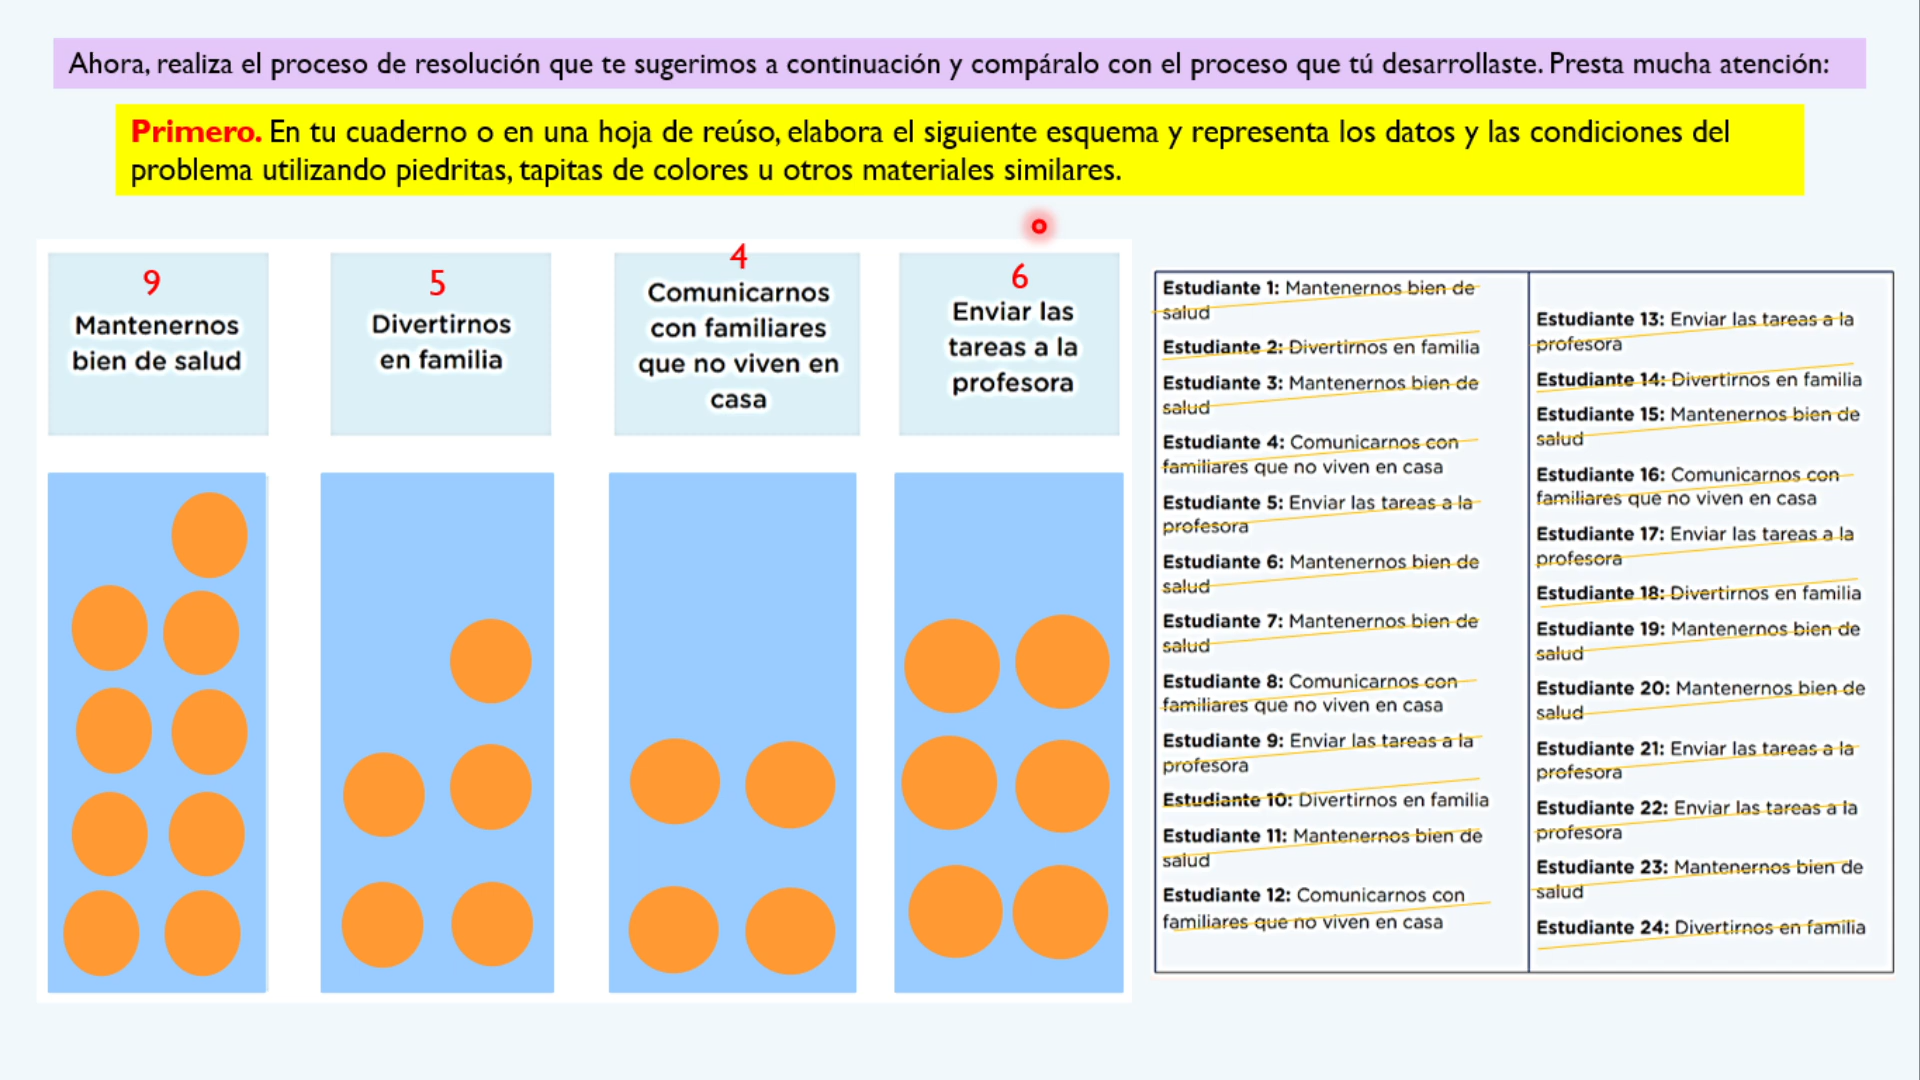 Ahora, realiza el proceso de resolución que te sugerimos a continuación y compáralo con el proceso que tú desarrollaste. Presta mucha atención:
Primero. En tu cuaderno o en una hoja de reúso, elabora el siguiente esquema y representa los datos y las condiciones del
problema utilizando piedritas, tapitas de colores u otros materiales similares.
9
Mantenernos
bien de salud
5
Divertirnos
en familia
4
Comunicarnos
con familiares
que no viven en
casa
6
Enviar las
tareas a la
profesora
Estudiante 1: Mantenernos bien de
salud
Estudiante 2: Divertirnos en familia
Estudiante 3: Mantenernos bien de
salud
Estudiante 4: Comunicarnos con
familiares que no viven en casa
Estudiante 5: Enviar las tareas a la
profesora
Estudiante 6: Mantenernos bien de
salud
Estudiante 7: Mantenernos bien de
salud
Estudiante 8: Comunicarnos con
familiares que no viven en casa
Estudiante 9: Enviar las tareas a la
profesora
Estudiante 10: Divertirnos en familia
Estudiante 11: Mantenernos bien de
salud
Estudiante 12: Comunicarnos con
familiares que no viven en casa
Estudiante 13: Enviar las tareas a la
profesora
Estudiante 14: Divertirnos en familia
Estudiante 15: Mantenernos bien de
salud
Estudiante 16: Comunicarnos con
familiares que no viven en casa
Estudiante 17: Enviar las tareas a la
profesora
Estudiante 18: Divertirnos en familia
Estudiante 19: Mantenernos bien de
salud
Estudiante 20: Mantenernos bien de
salud
Estudiante 21: Enviar las tareas a la
profesora
Estudiante 22: Enviar las tareas a la
profesora
Estudiante 23: Mantenernos bien de
salud
Estudiante 24: Divertirnos en familia